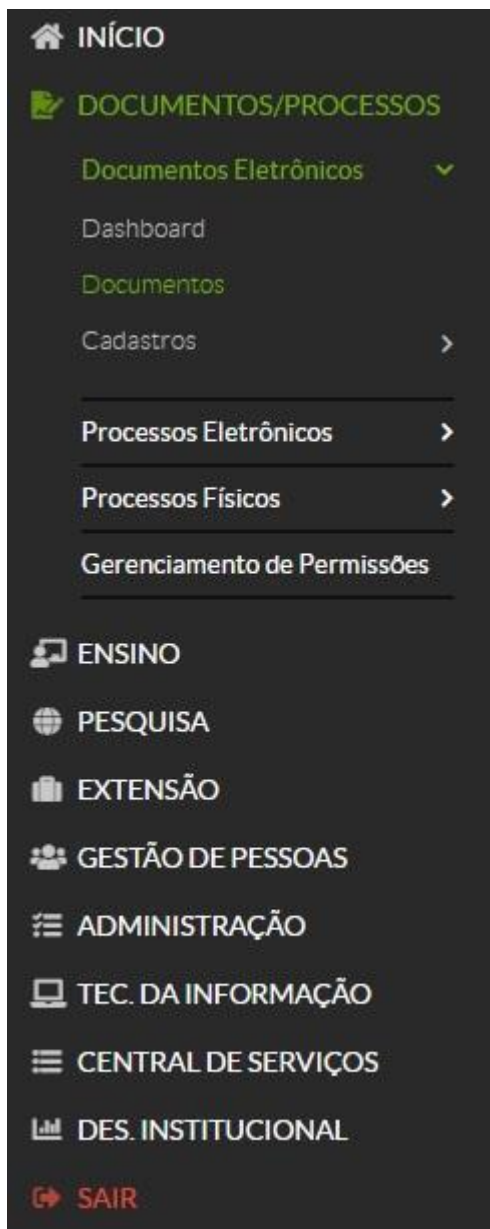 INÍCIO
DOCUMENTOS/PROCESSOS
Documentos Eletrônicos
Dashboard
Documentos
Cadastros
Processos Eletrônicos
Processos Físicos
Gerenciamento de Permissões
ENSINO
PESQUISA
EXTENSÃO
GESTÃO DE PESSOAS
ADMINISTRAÇÃO
TEC. DA INFORMAÇÃO
CENTRAL DE SERVIÇOS
DES. INSTITUCIONAL
SAIR